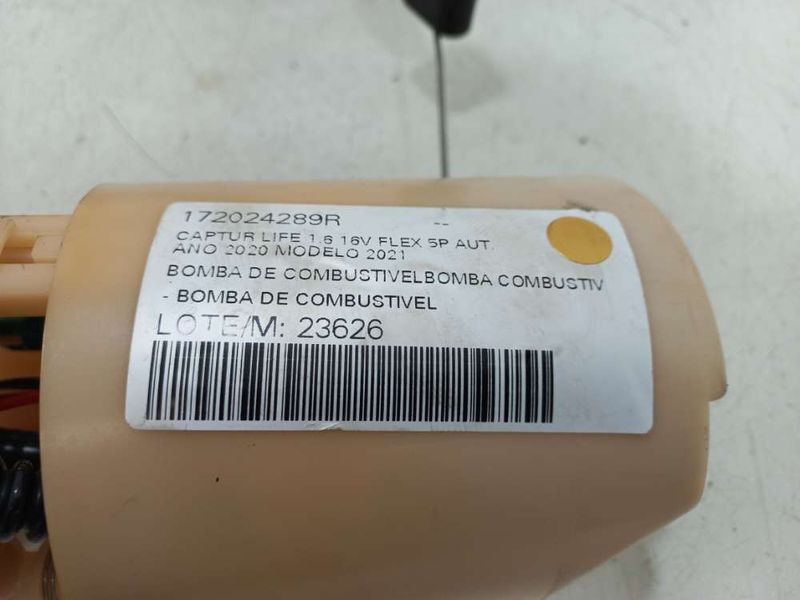 172024289R --
CAPTUR LIFE 1.6 16V FLEX 5P AUT.
ANO 2020 MODELO 2021
BOMBA DE COMBUSTIVELBOMBA COMBUSTIV
- BOMBA DE COMBUSTIVEL
LOTE/M: 23626